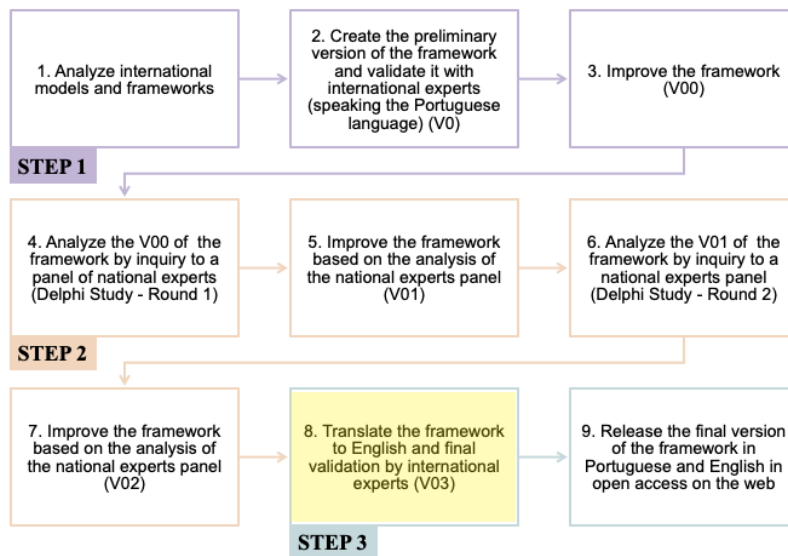 1. Analyze international
models and frameworks
2. Create the preliminary
version of the framework
and validate it with
international experts
(speaking the Portuguese
language) (V0)
3. Improve the framework
(V00)
STEP 1
4. Analyze the V00 of the
framework by inquiry to a
panel of national experts
(Delphi Study - Round 1)
5. Improve the framework
based on the analysis of
the national experts panel
(V01)
6. Analyze the V01 of the
framework by inquiry to a
national experts panel
(Delphi Study - Round 2)
STEP 2
7. Improve the framework
based on the analysis of
the national experts panel
(V02)
8. Translate the framework
to English and final
validation by international
experts (V03)
9. Release the final version
of the framework in
Portuguese and English in
open access on the web
STEP 3